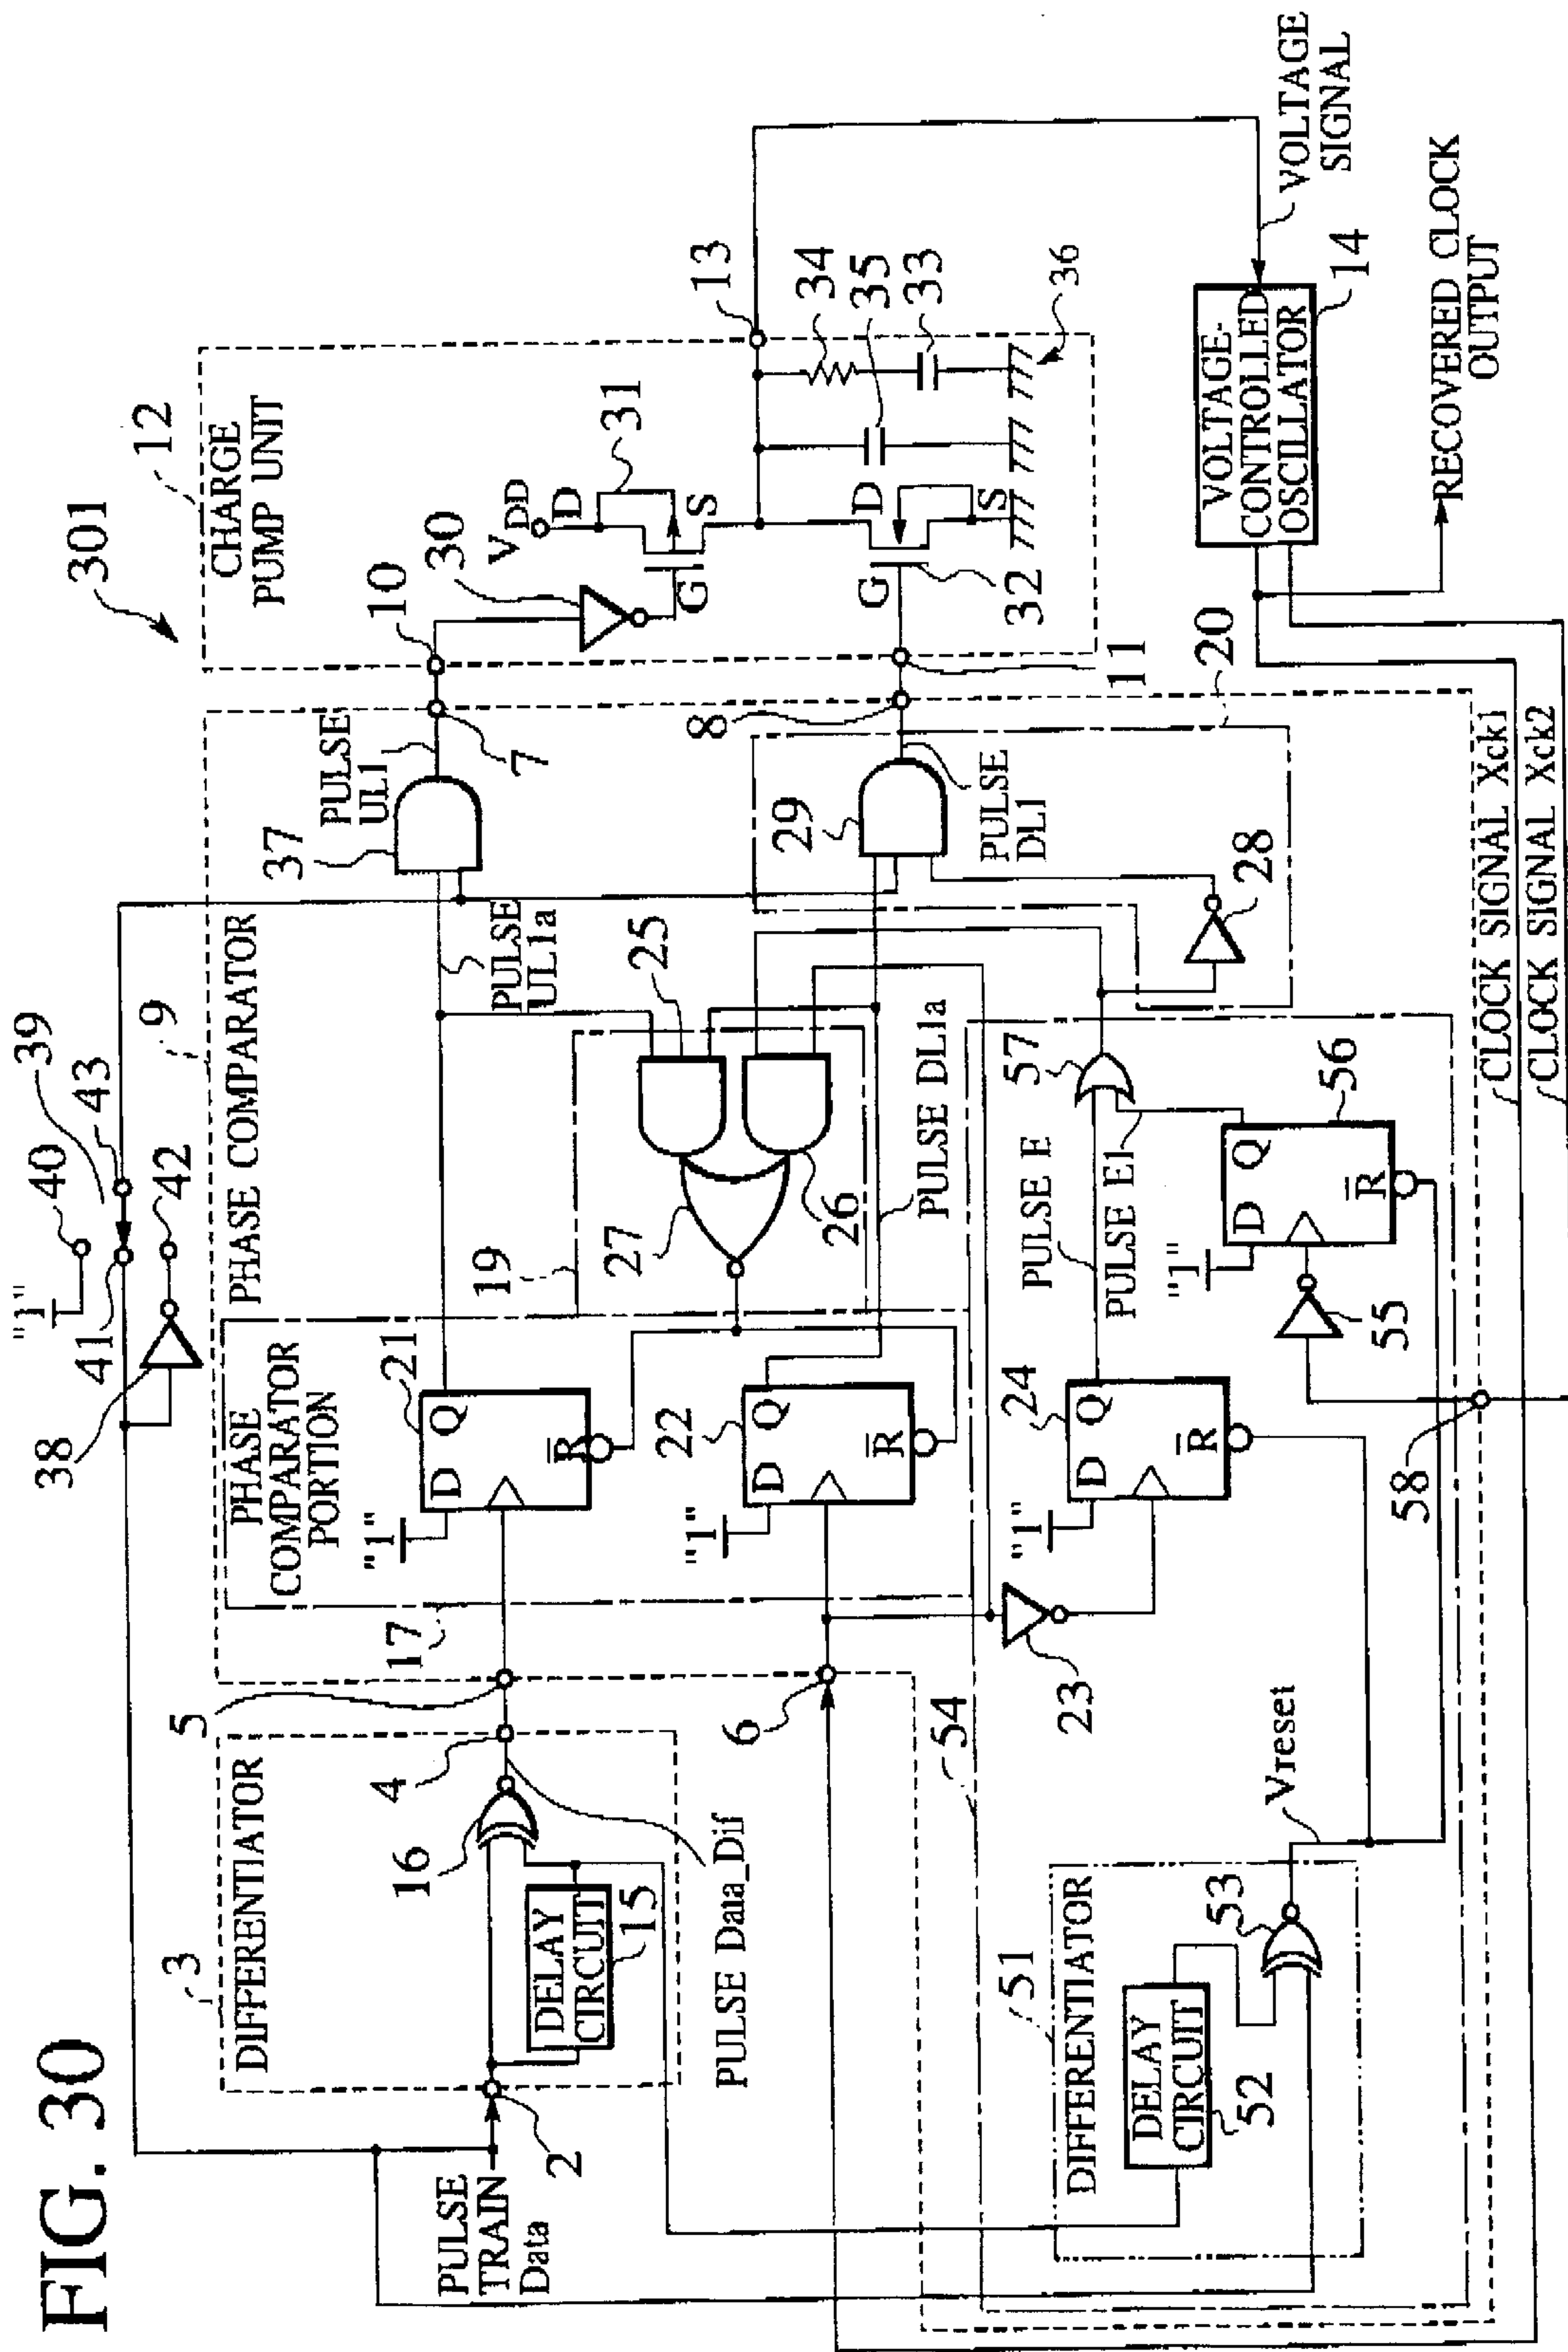 FIG. 30
301
39
"1"
40
43
41
42
38
9
PHASE COMPARATOR
12
CHARGE
PUMP UNIT
3
DIFFERENTIATOR
PULSE
TRAIN
Data
2
16
DELAY
CIRCUIT
15
4
5
PULSE Data_Dif
17
PHASE
COMPARATOR
PORTION
"1"
21
D
Q
R
"1"
22
D
Q
R
6
19
25
26
27
PULSE
UL1a
PULSE DL1a
37
PULSE
UL1
7
10
29
PULSE
DL1
8
11
28
20
30
VDD
D
31
G
S
G
D
S
32
13
34
35
33
36
54
23
"1"
24
D
Q
R
PULSE E
PULSE E1
57
"1"
56
D
Q
R
55
58
51
DIFFERENTIATOR
DELAY
CIRCUIT
52
53
Vreset
VOLTAGE-
CONTROLLED
OSCILLATOR
14
VOLTAGE
SIGNAL
RECOVERED CLOCK
OUTPUT
CLOCK SIGNAL Xck1
CLOCK SIGNAL Xck2